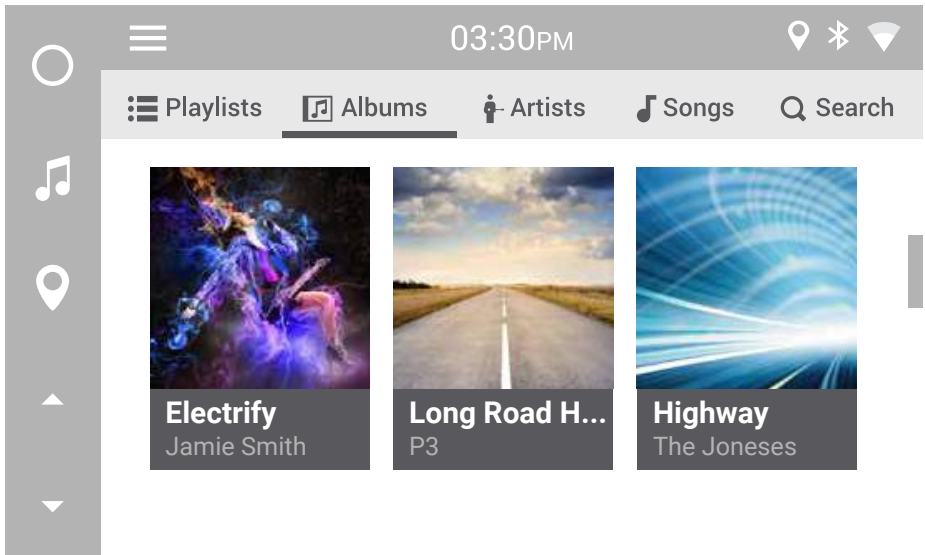 03:30PM
Playlists Albums Artists Songs Search
Electrify Long Road H... Highway
Jamie Smith P3 The Joneses